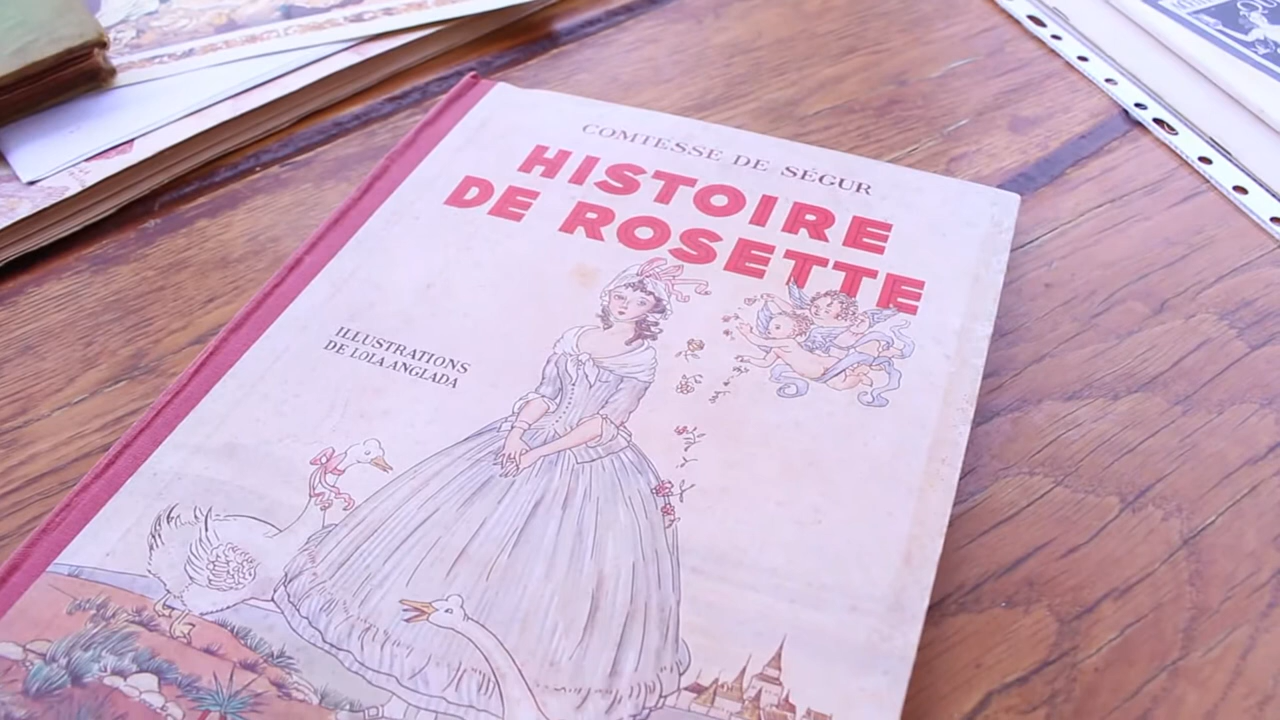 COMTESSE DE SÉGUR
HISTOIRE
DE ROSETTE
ILLUSTRATIONS
DE LOLA ANGLADA